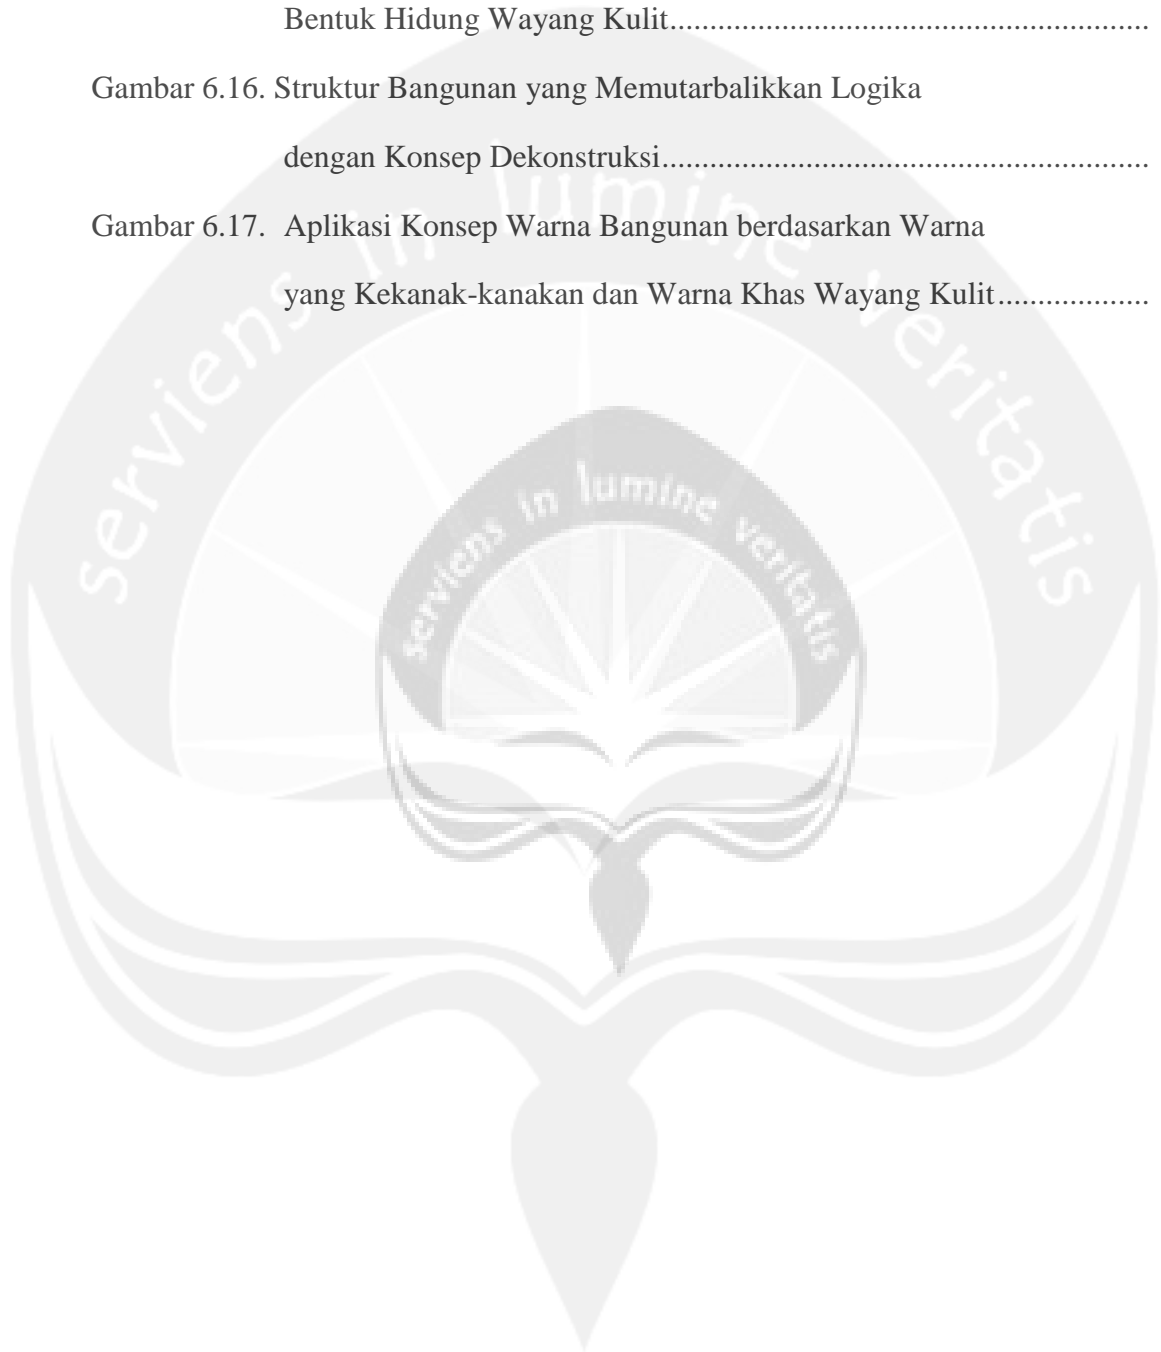 Bentuk Hidung Wayang Kulit............................................................
Gambar 6.16. Struktur Bangunan yang Memutarbalikkan Logika
dengan Konsep Dekonstruksi..........................................................
Gambar 6.17. Aplikasi Konsep Warna Bangunan berdasarkan Warna
yang Kekanak-kanakan dan Warna Khas Wayang Kulit...................
serviens in lumine veritatis
serviens in lumine veritatis